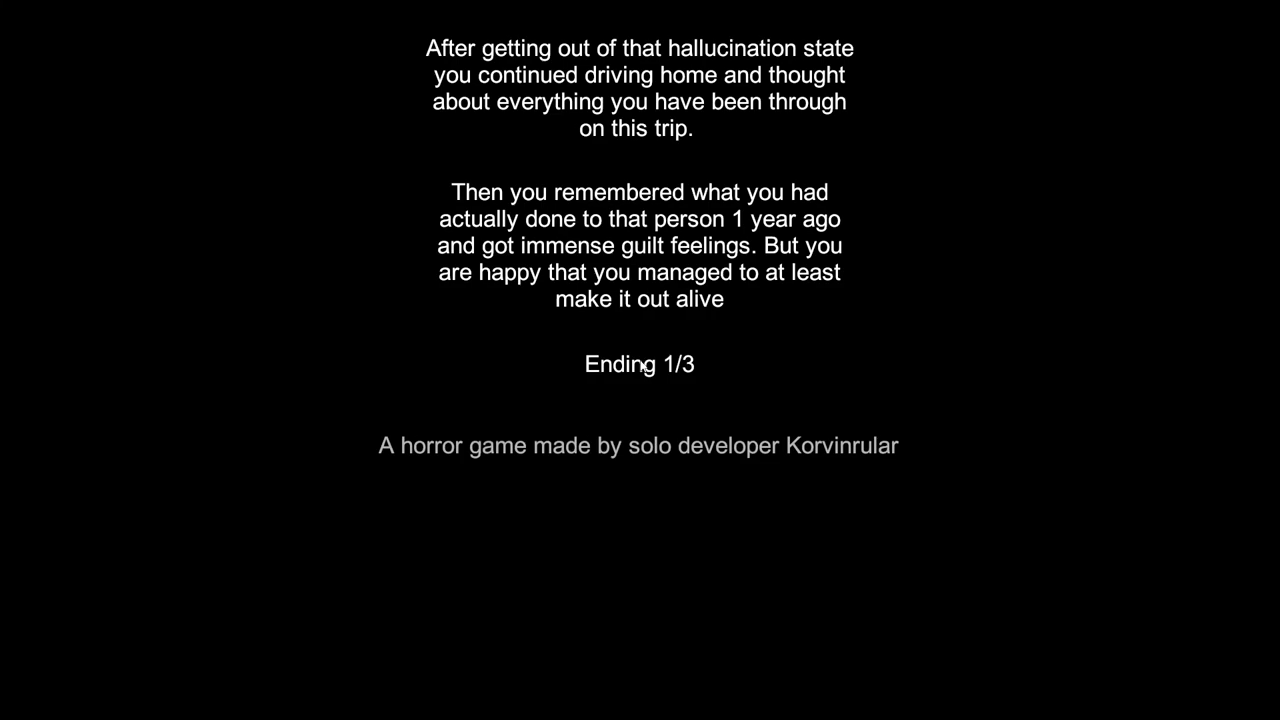 After getting out of that hallucination state
you continued driving home and thought
about everything you have been through
on this trip.
Then you remembered what you had
actually done to that person 1 year ago
and got immense guilt feelings. But you
are happy that you managed to at least
make it out alive
Ending 1/3
A horror game made by solo developer Korvinrular